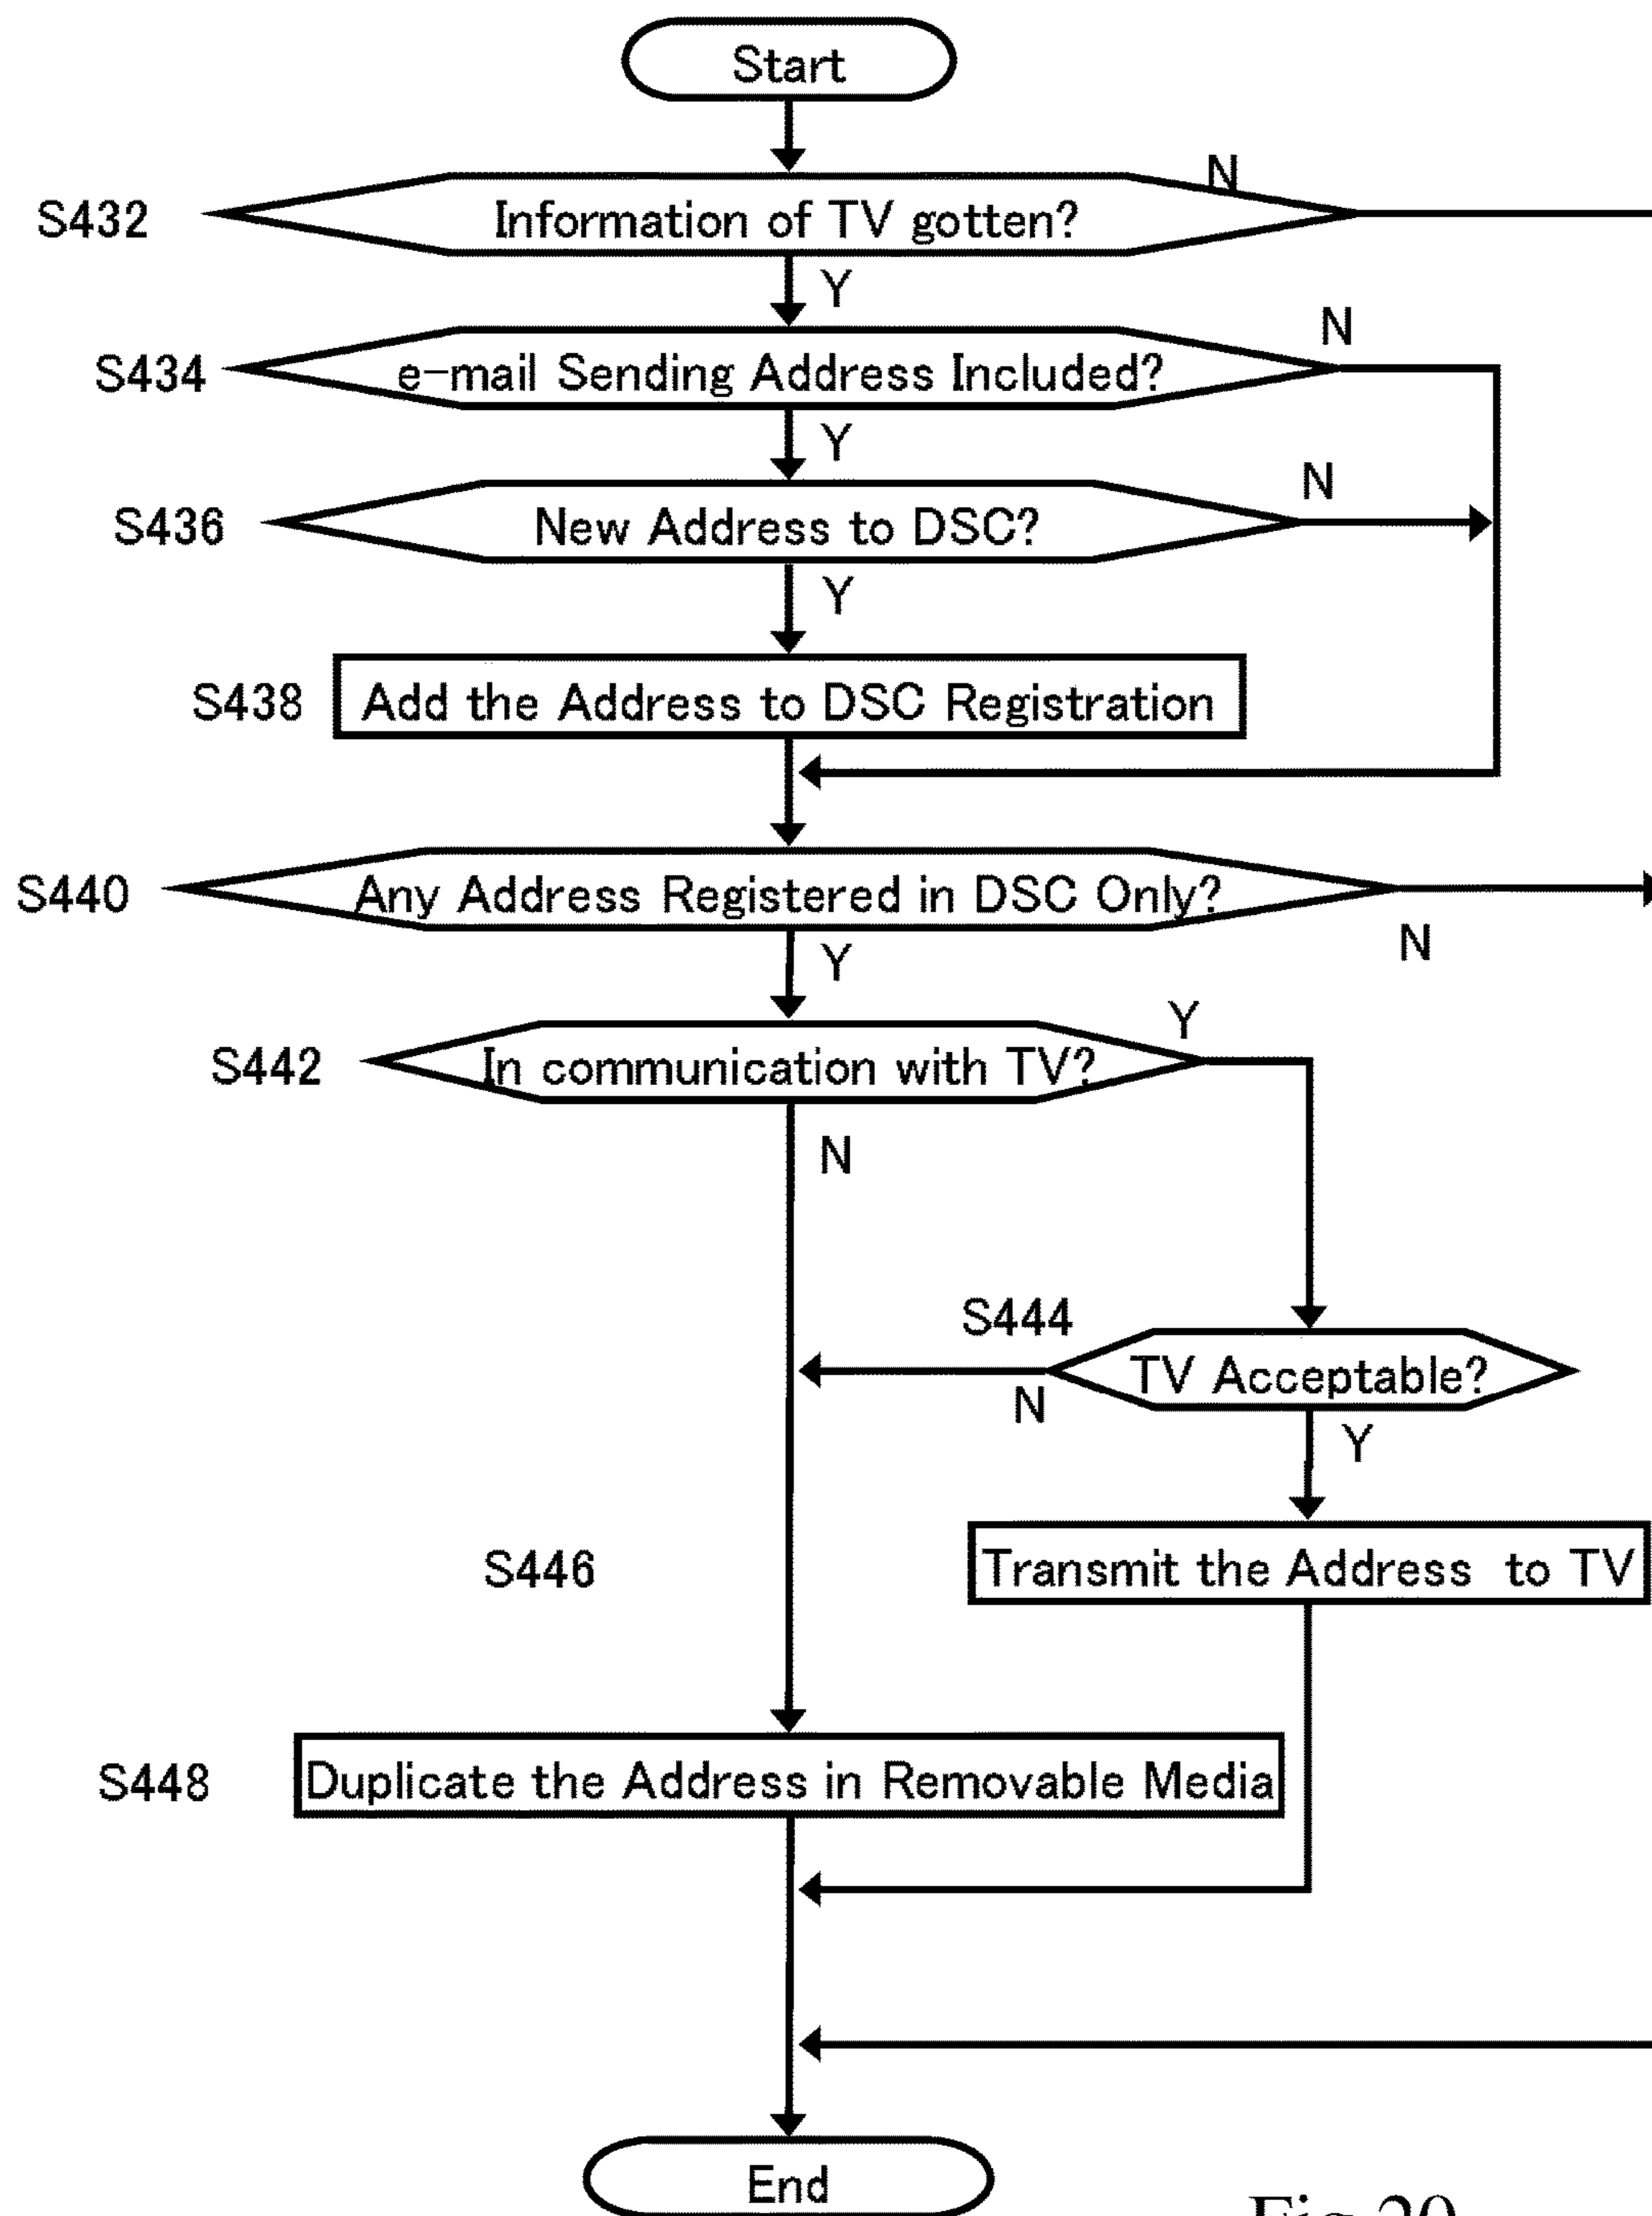 Start
N
S432
Information of TV gotten?
Y
N
S434
e-mail Sending Address Included?
Y
N
S436
New Address to DSC?
Y
S438
Add the Address to DSC Registration
S440
Any Address Registered in DSC Only?
N
Y
Y
S442
In communication with TV?
N
S444
TV Acceptable?
N
Y
S446
Transmit the Address to TV
S448
Duplicate the Address in Removable Media
End
Fig.20